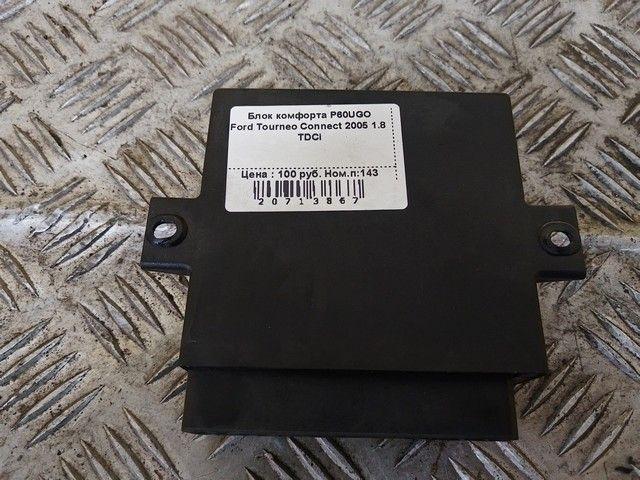 Блок комфорта P60UGO
Ford Tourneo Connect 2005 1.8
TDCi
Цена : 100 руб. Ном.п:143
20713867